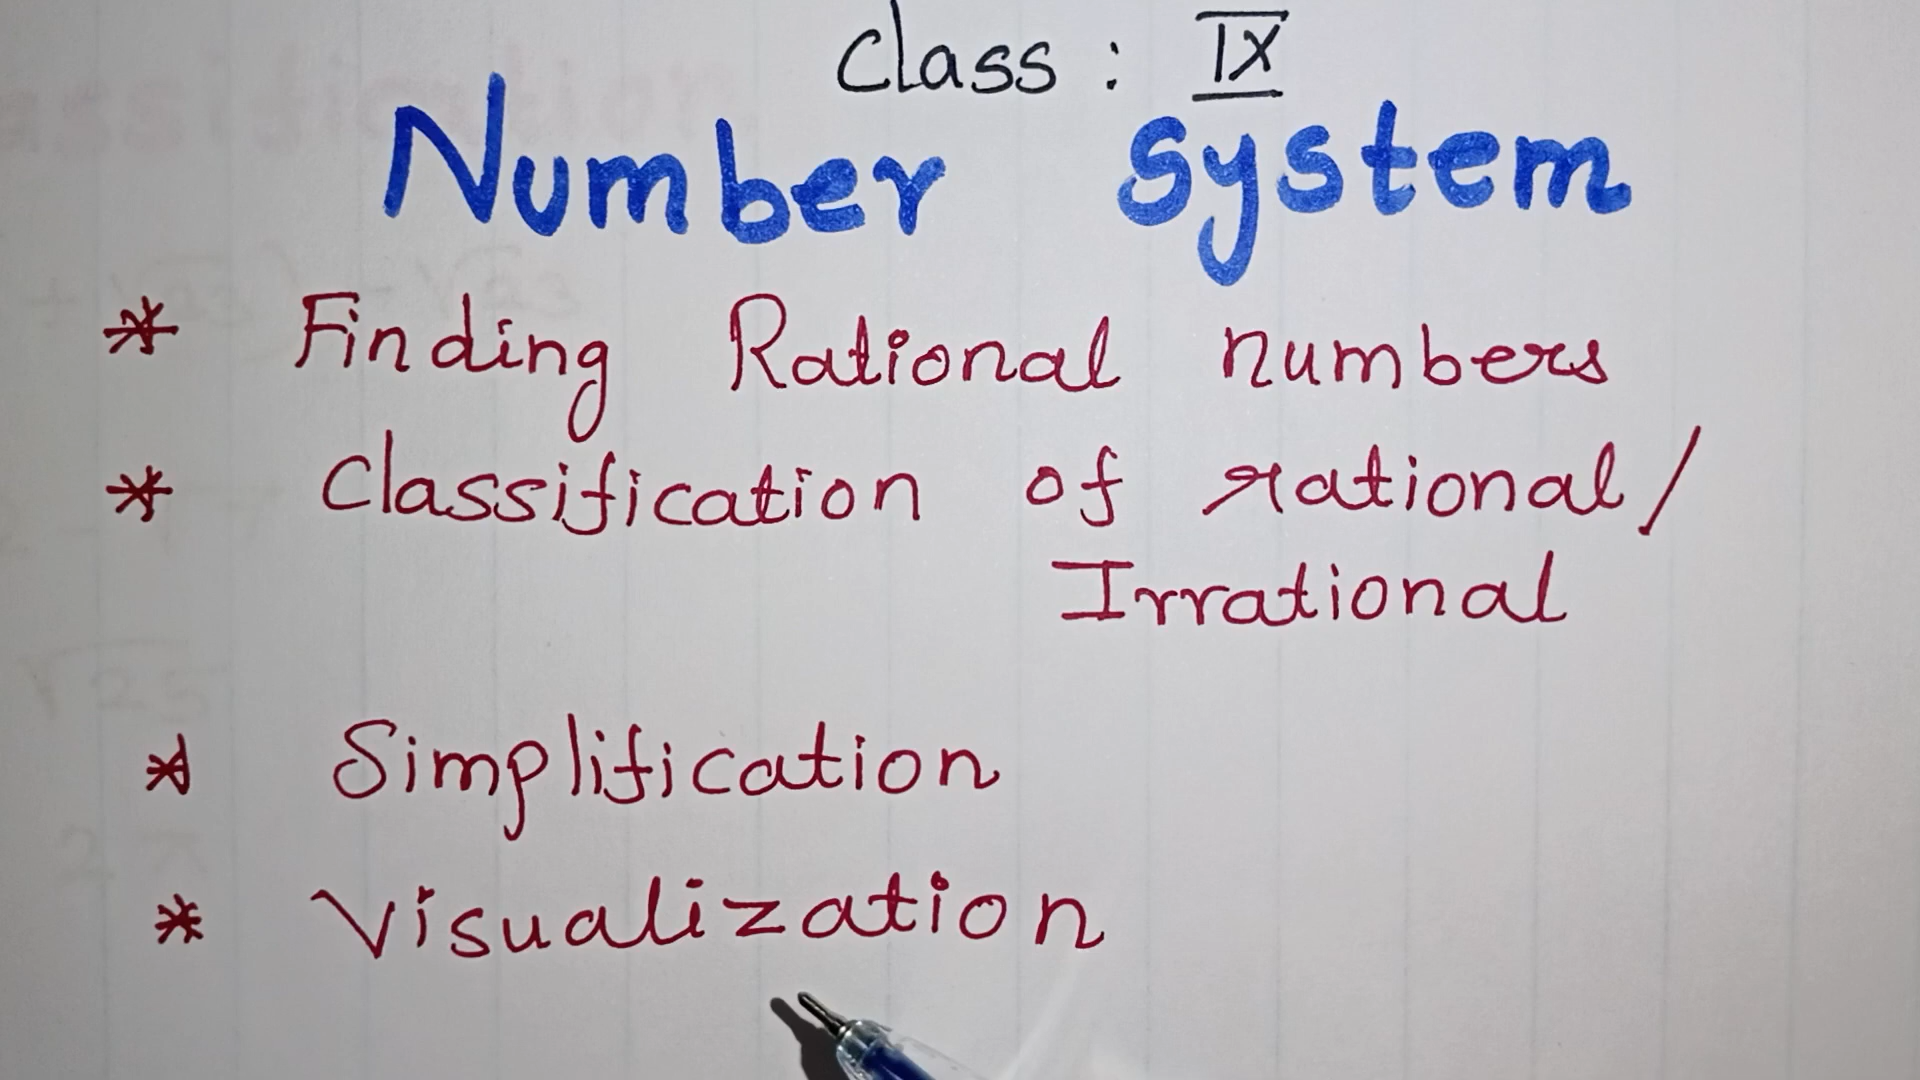 Class : IX
Number system
* Finding Rational numbers
* Classification of rational/
Irrational
* Simplification
* Visualization